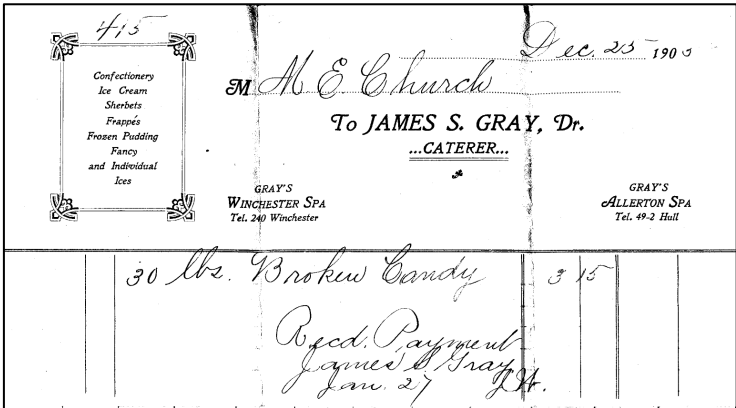 415
Dec. 25 1905
Confectionery
Ice Cream
Sherbets
Frappés
Frozen Pudding
Fancy
and Individual
Ices
M M E. Church
To JAMES S. GRAY, Dr.
...CATERER...
GRAY'S
WINCHESTER SPA
Tel. 240 Winchester
GRAY'S
ALLERTON SPA
Tel. 49-2 Hull
30 lbs. Broken Candy 3 15
Recd. Payment
James S Gray
Jan. 27